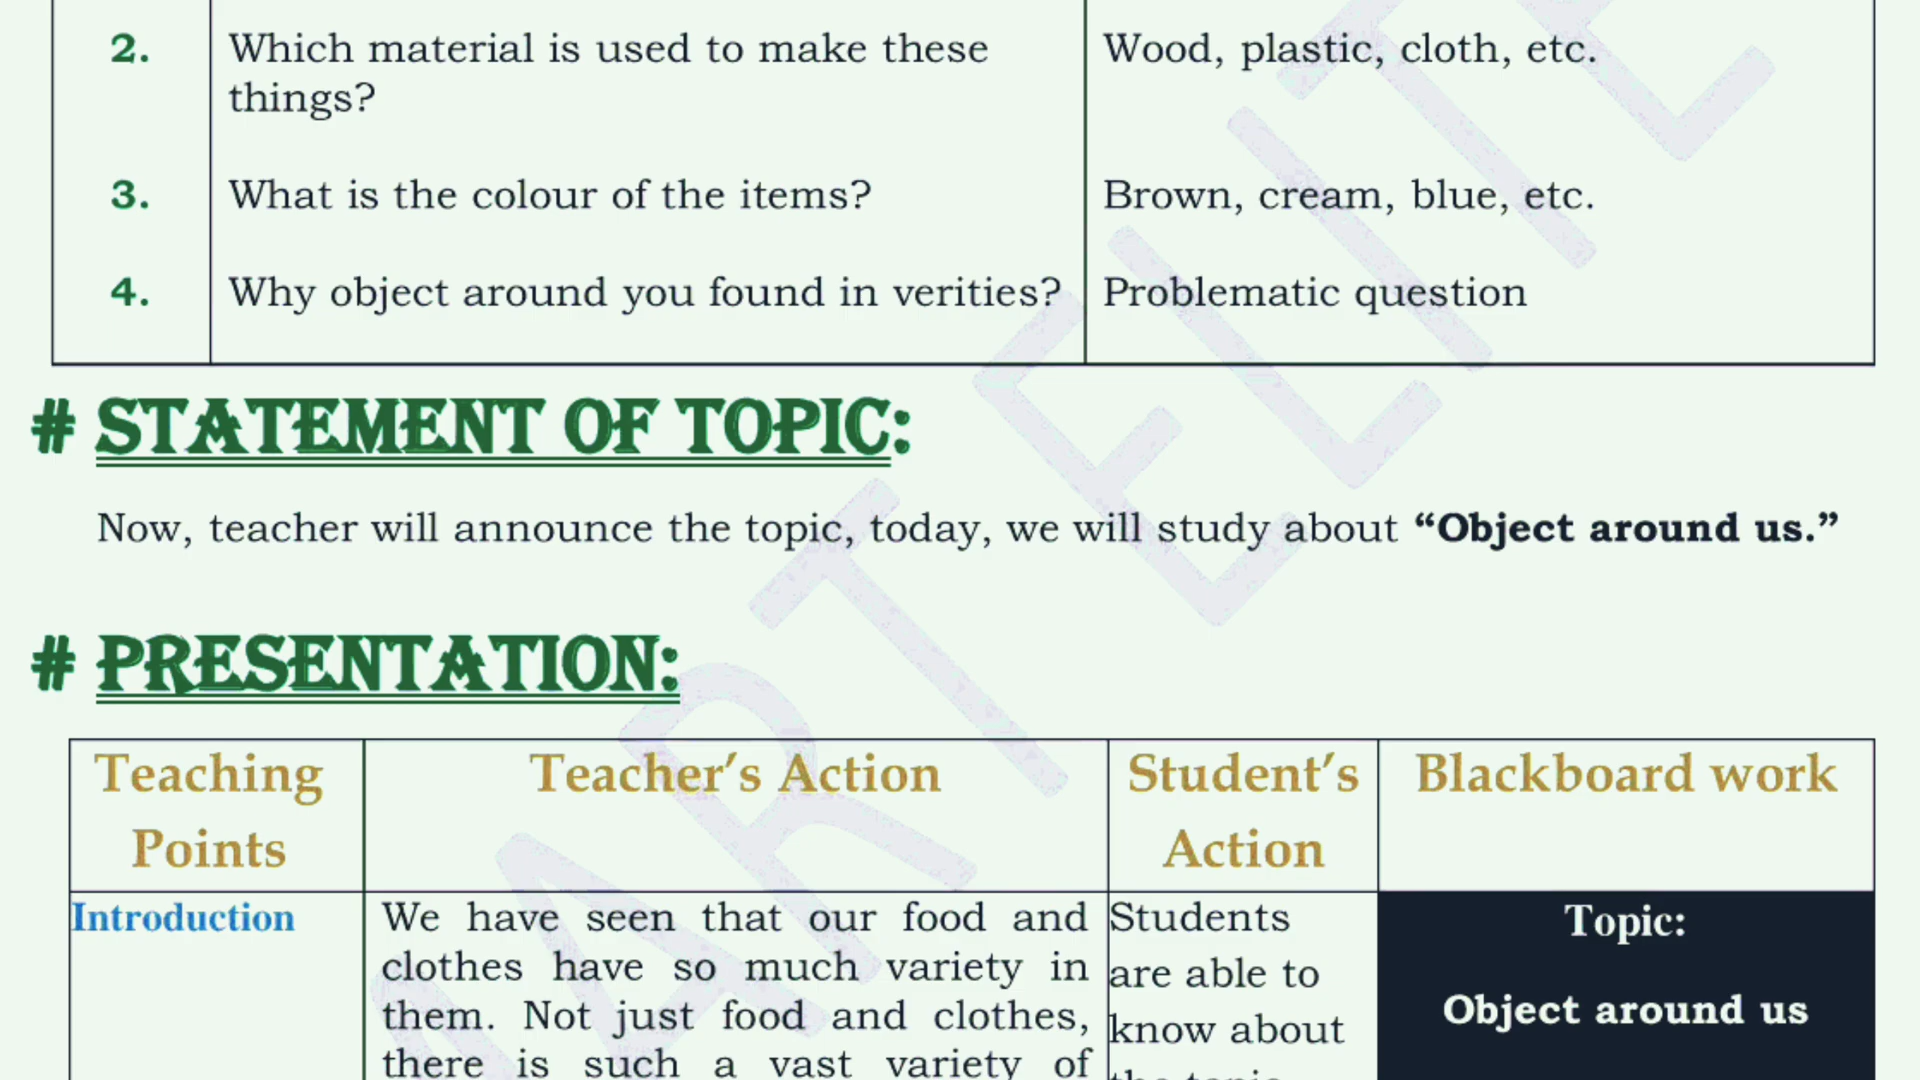 2. Which material is used to make these things? Wood, plastic, cloth, etc.
3. What is the colour of the items? Brown, cream, blue, etc.
4. Why object around you found in verities? Problematic question
# STATEMENT OF TOPIC:
Now, teacher will announce the topic, today, we will study about “Object around us.”
# PRESENTATION:
Teaching Points
Teacher’s Action
Student’s Action
Blackboard work
Introduction
We have seen that our food and
clothes have so much variety in
them. Not just food and clothes,
there is such a vast variety of
Students
are able to
know about
the topic
Topic:
Object around us
ART ELITE